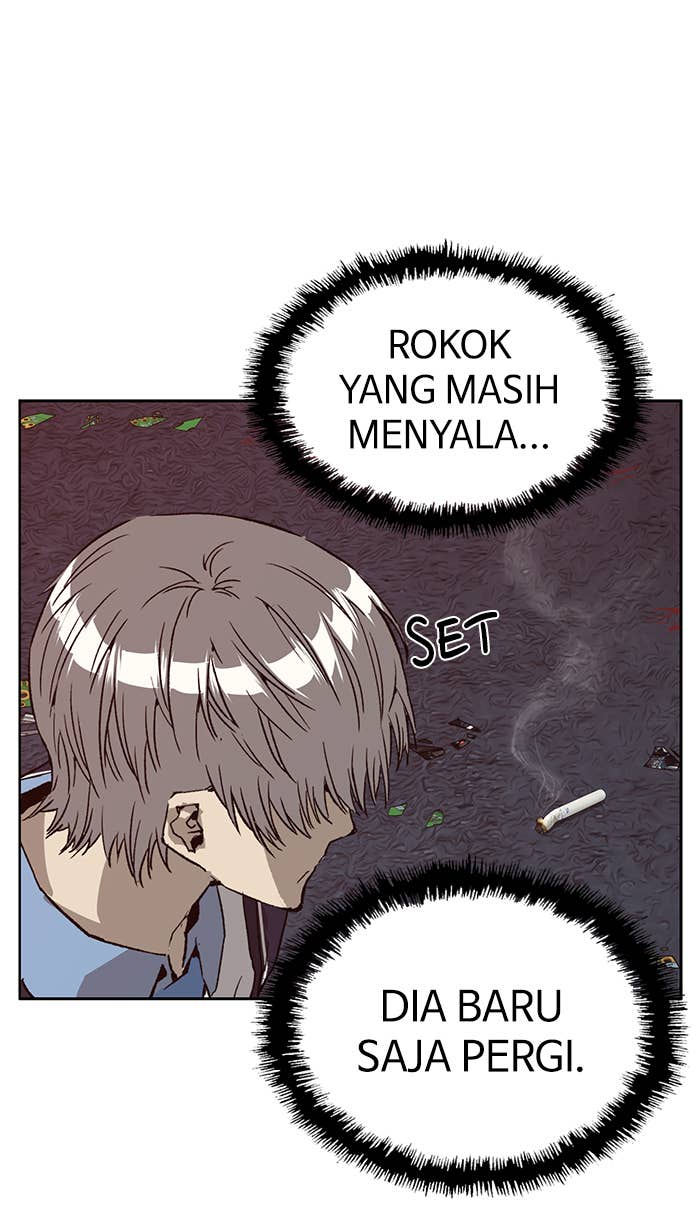 ROKOK
YANG MASIH
MENYALA...
SET
DIA BARU
SAJA PERGI.